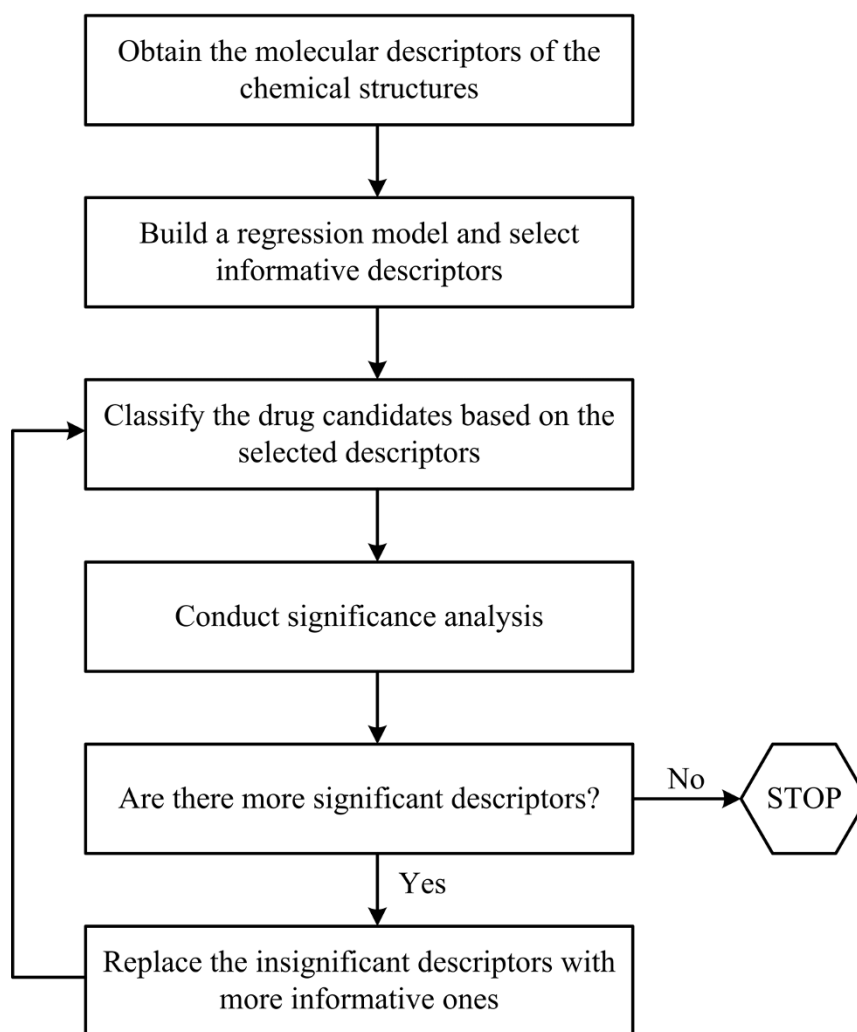 Obtain the molecular descriptors of the
chemical structures
Build a regression model and select
informative descriptors
Classify the drug candidates based on the
selected descriptors
Conduct significance analysis
Are there more significant descriptors?
No
STOP
Yes
Replace the insignificant descriptors with
more informative ones